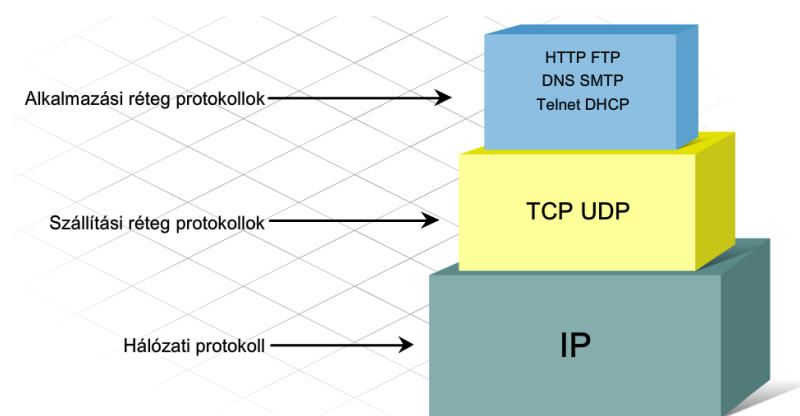 HTTP FTP
DNS SMTP
Telnet DHCP
Alkalmazási réteg protokollok
TCP UDP
Szállítási réteg protokollok
IP
Hálózati protokoll